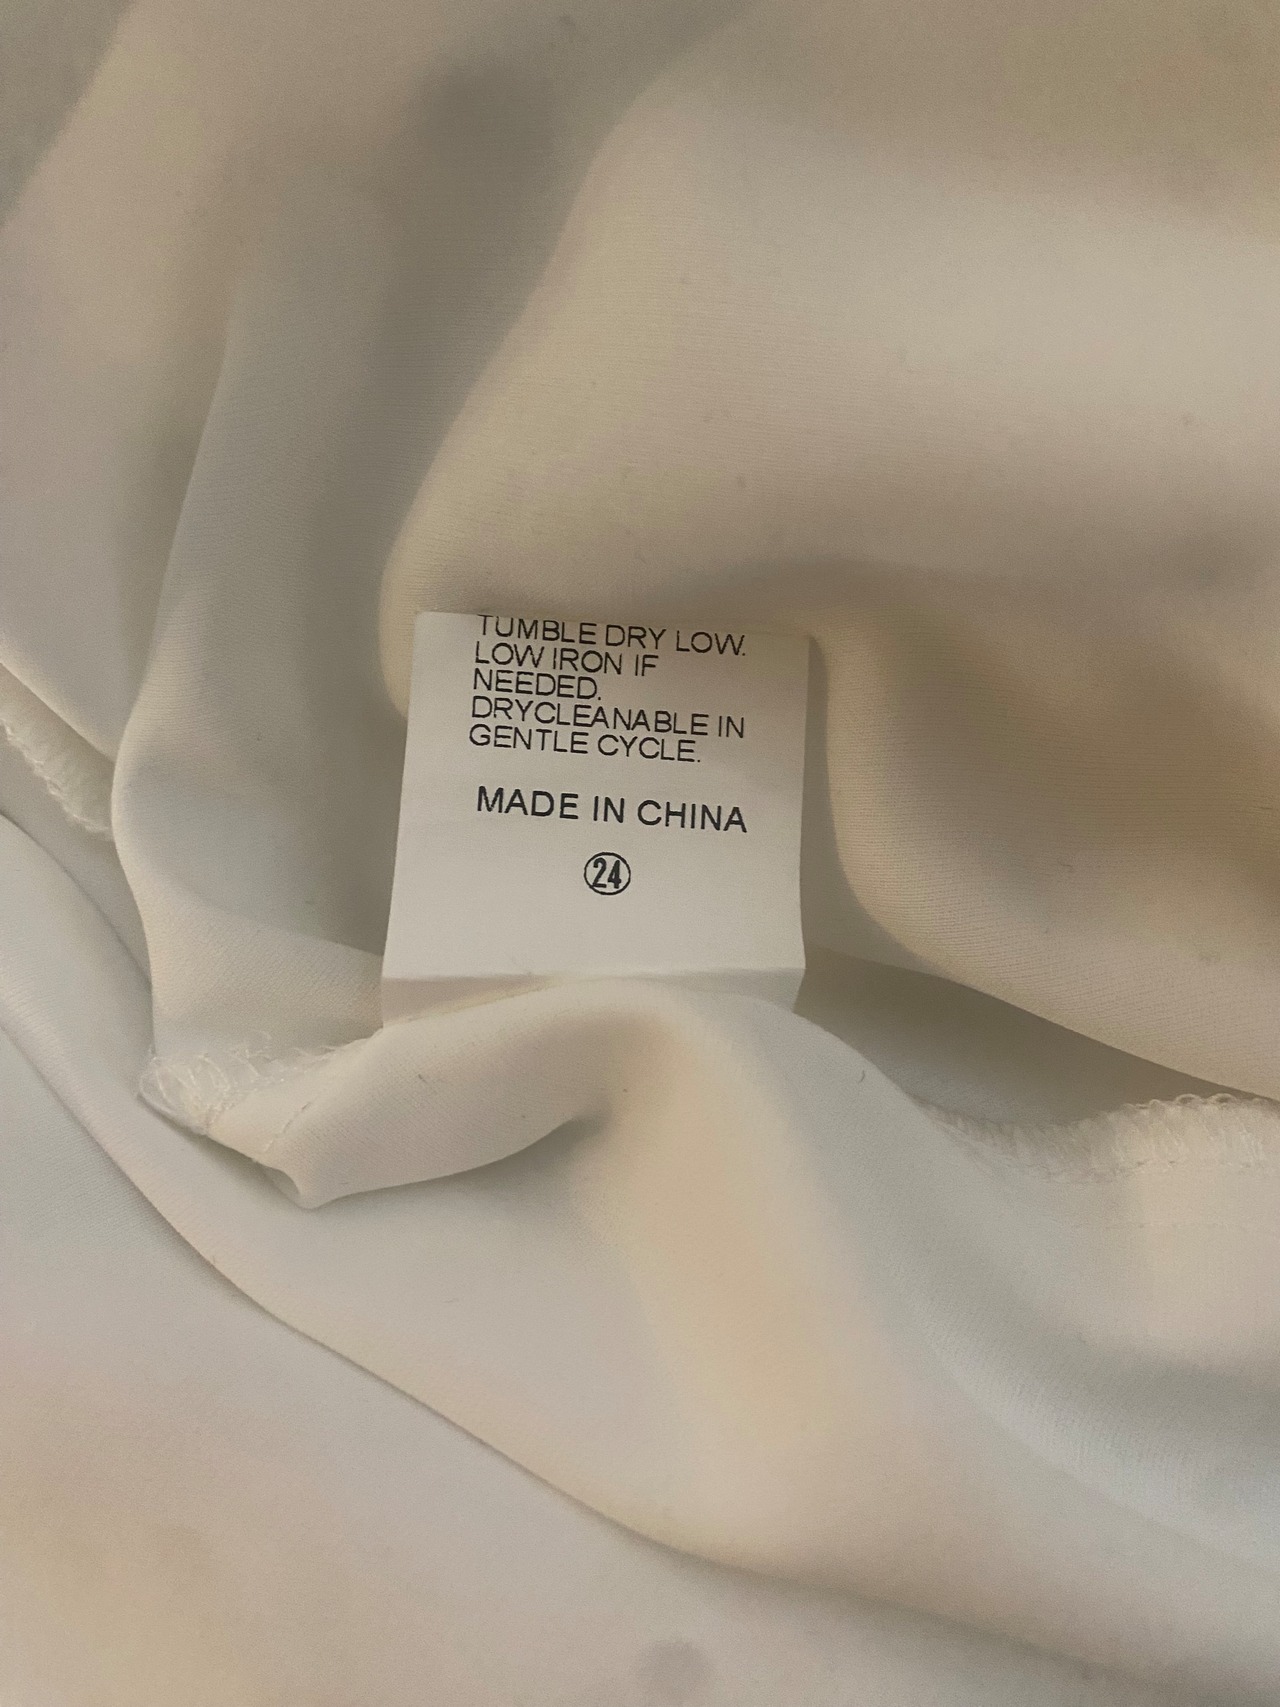 TUMBLE DRY LOW.
LOW IRON IF
NEEDED.
DRYCLEANABLE IN
GENTLE CYCLE.
MADE IN CHINA
24